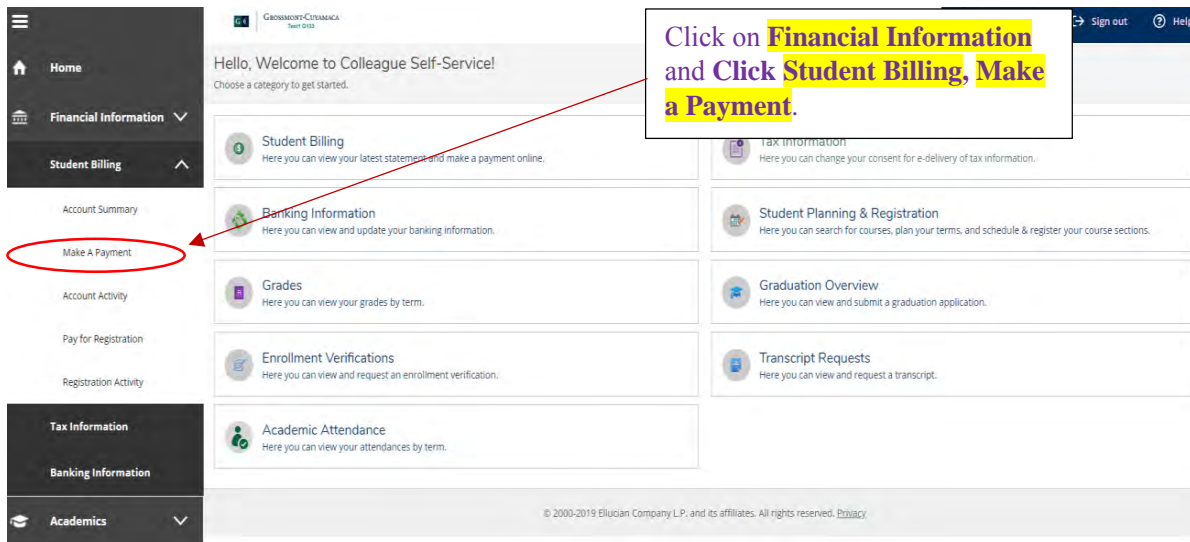 GROSSMONT-CUYAMACA
Sign out
Help
Click on Financial Information
and Click Student Billing, Make
a Payment.
Home
Financial Information
Student Billing
Account Summary
Make A Payment
Account Activity
Pay for Registration
Registration Activity
Tax Information
Banking Information
Academics
Hello, Welcome to Colleague Self-Service!
Choose a category to get started.
Student Billing
Here you can view your latest statement and make a payment online.
Tax Information
Here you can change your consent for e-delivery of tax information.
Banking Information
Here you can view and update your banking information.
Student Planning & Registration
Here you can search for courses, plan your terms, and schedule & register your course sections.
Grades
Here you can view your grades by term.
Graduation Overview
Here you can view and submit a graduation application.
Enrollment Verifications
Here you can view and request an enrollment verification.
Transcript Requests
Here you can view and request a transcript.
Academic Attendance
Here you can view your attendances by term.
© 2000-2019 Ellucian Company L.P. and its affiliates. All rights reserved. Privacy